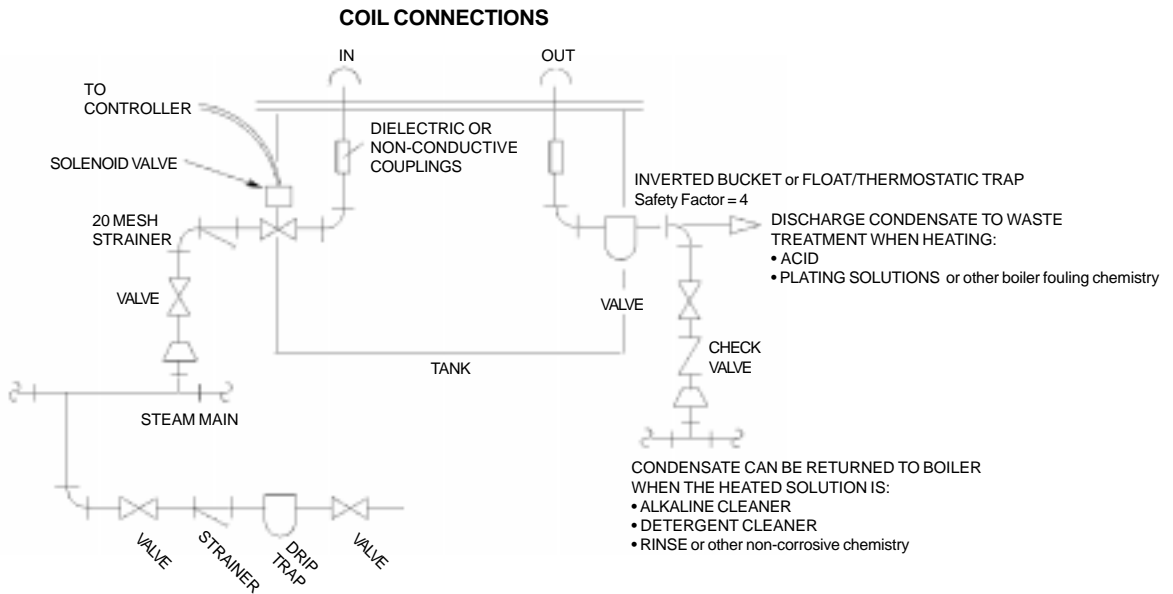 COIL CONNECTIONS
IN
OUT
TO
CONTROLLER
DIELECTRIC OR
NON-CONDUCTIVE
COUPLINGS
SOLENOID VALVE
INVERTED BUCKET or FLOAT/THERMOSTATIC TRAP
Safety Factor = 4
20 MESH
STRAINER
DISCHARGE CONDENSATE TO WASTE
TREATMENT WHEN HEATING:
• ACID
• PLATING SOLUTIONS or other boiler fouling chemistry
VALVE
VALVE
CHECK
VALVE
TANK
STEAM MAIN
CONDENSATE CAN BE RETURNED TO BOILER
WHEN THE HEATED SOLUTION IS:
• ALKALINE CLEANER
• DETERGENT CLEANER
• RINSE or other non-corrosive chemistry
VALVE
STRAINER
DRIP
TRAP
VALVE